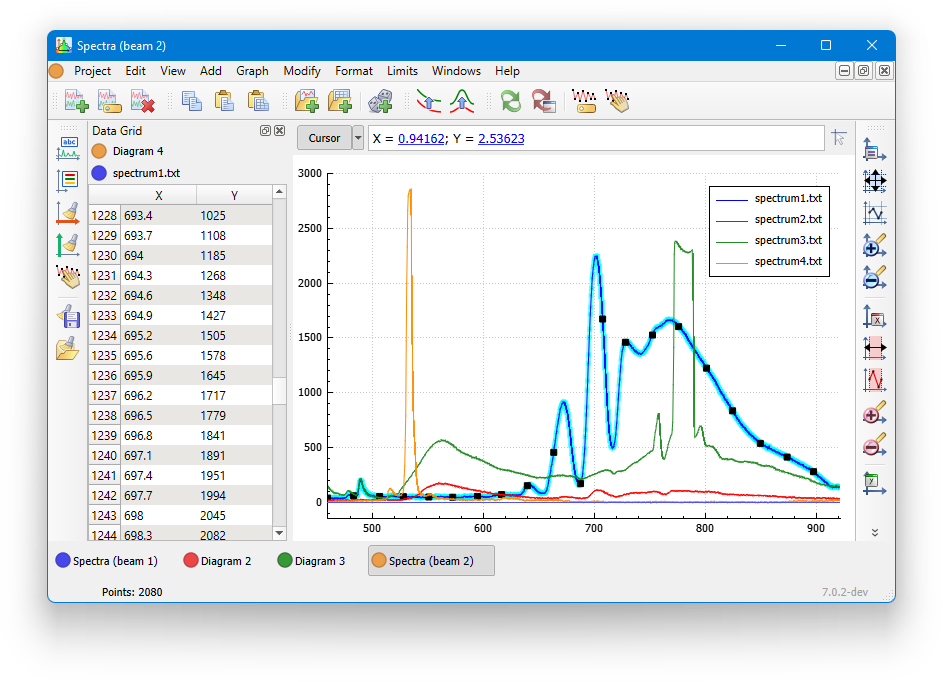 Spectra (beam 2)
Project Edit View Add Graph Modify Format Limits Windows Help
Data Grid
Diagram 4
spectrum1.txt
X Y
1228 693.4 1025
1229 693.7 1108
1230 694 1185
1231 694.3 1268
1232 694.6 1348
1233 694.9 1427
1234 695.2 1505
1235 695.6 1578
1236 695.9 1645
1237 696.2 1717
1238 696.5 1779
1239 696.8 1841
1240 697.1 1891
1241 697.4 1951
1242 697.7 1994
1243 698 2045
1244 698.3 2082
Cursor X = 0.94162; Y = 2.53623
3000
2500
2000
1500
1000
500
0
500 600 700 800 900
spectrum1.txt
spectrum2.txt
spectrum3.txt
spectrum4.txt
abc
X
Y
Spectra (beam 1) Diagram 2 Diagram 3 Spectra (beam 2)
Points: 2080 7.0.2-dev